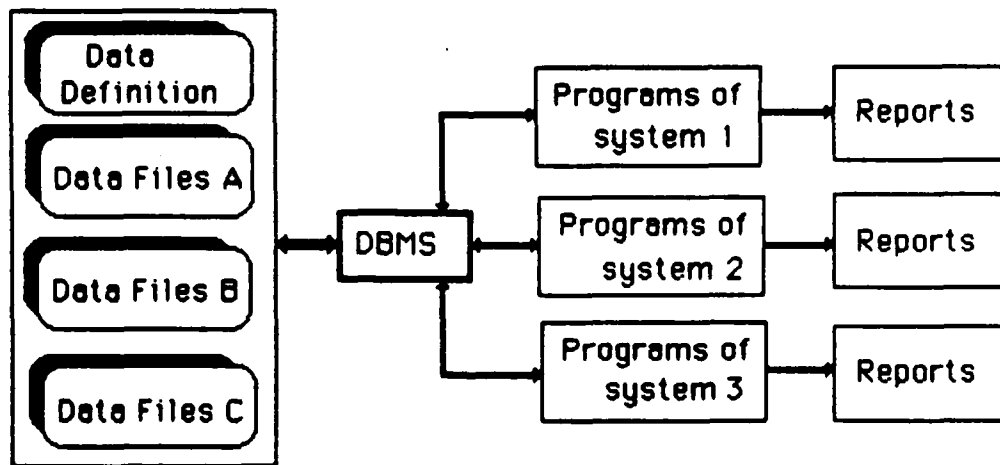 Data
Definition
Data Files A
Data Files B
Data Files C
DBMS
Programs of
system 1
Reports
Programs of
system 2
Reports
Programs of
system 3
Reports